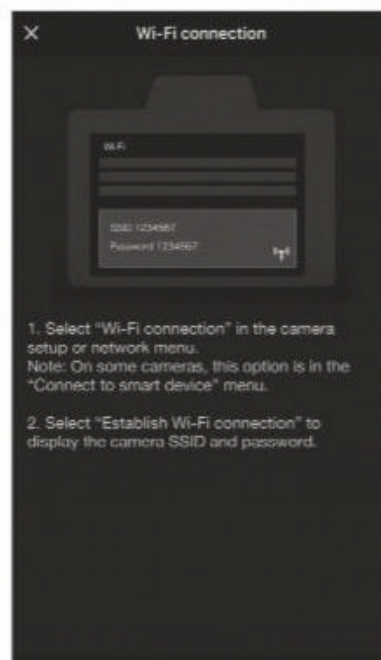 Wi-Fi connection
Wi-Fi
SSID 1234567
Password 1234567
1. Select "Wi-Fi connection" in the camera
setup or network menu.
Note: On some cameras, this option is in the
"Connect to smart device" menu.
2. Select "Establish Wi-Fi connection" to
display the camera SSID and password.